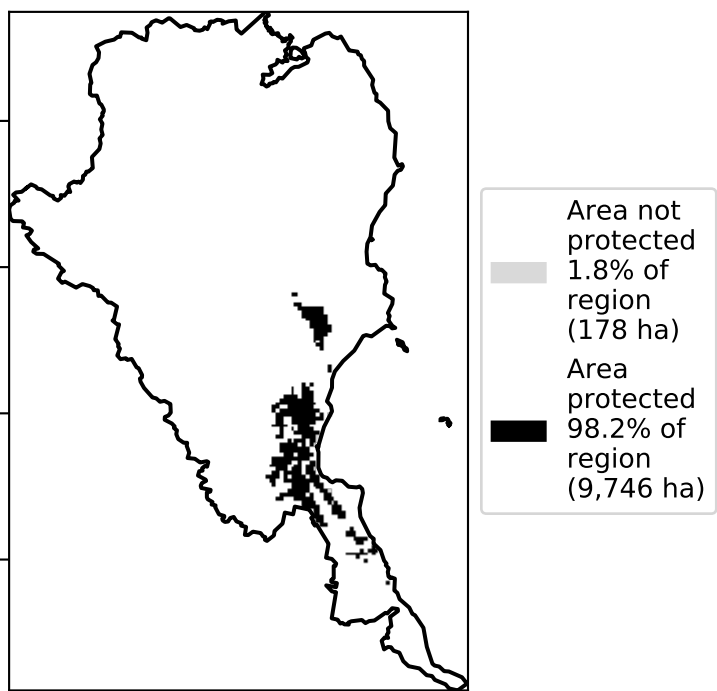 Area not
protected
1.8% of
region
(178 ha)
Area
protected
98.2% of
region
(9,746 ha)